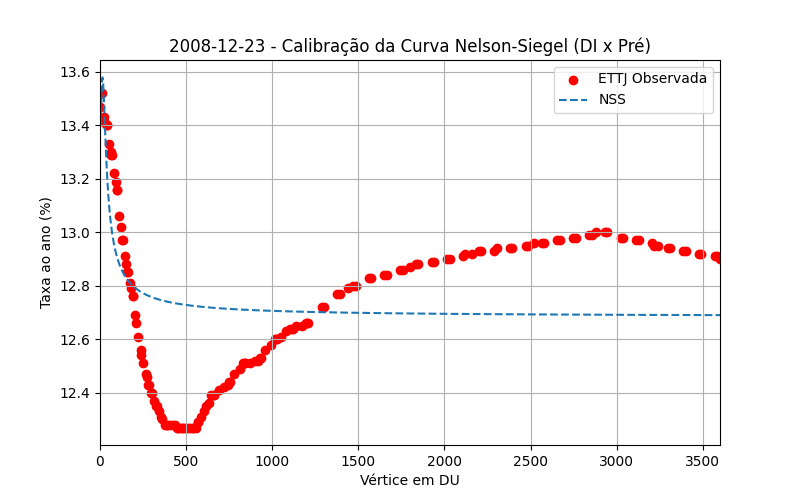 2008-12-23 - Calibração da Curva Nelson-Siegel (DI x Pré)
ETTJ Observada
NSS
Taxa ao ano (%)
13.6
13.4
13.2
13.0
12.8
12.6
12.4
0 500 1000 1500 2000 2500 3000 3500
Vértice em DU